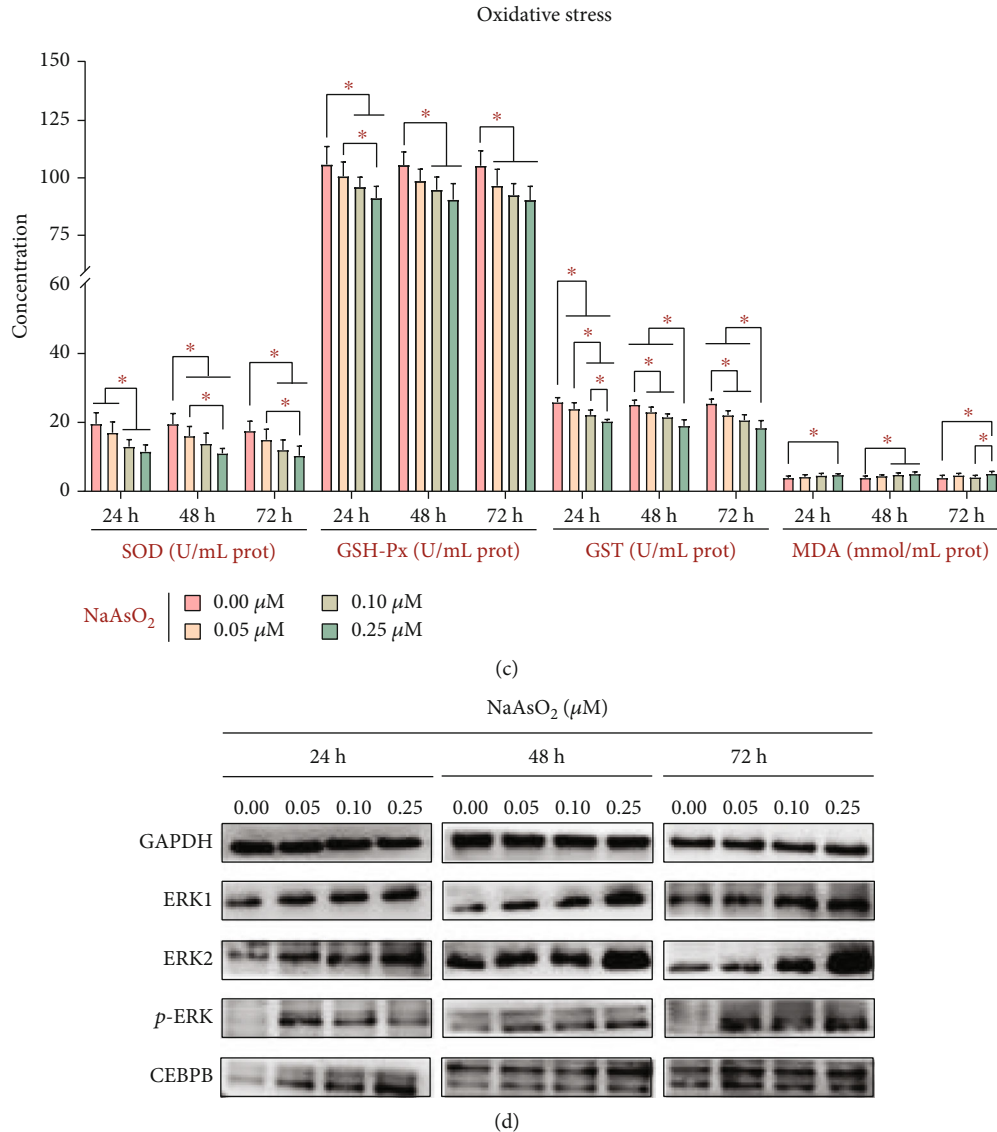 Oxidative stress
Concentration
150
125
100
75
60
40
20
0
* * * *
* *
* * * *
* * * *
* * * * *
* * * *
24 h 48 h 72 h 24 h 48 h 72 h 24 h 48 h 72 h 24 h 48 h 72 h
SOD (U/mL prot) GSH-Px (U/mL prot) GST (U/mL prot) MDA (mmol/mL prot)
NaAsO₂
0.00 μM 0.10 μM
0.05 μM 0.25 μM
(c)
NaAsO₂ (μM)
24 h 48 h 72 h
0.00 0.05 0.10 0.25 0.00 0.05 0.10 0.25 0.00 0.05 0.10 0.25
GAPDH
ERK1
ERK2
p-ERK
CEBPB
(d)